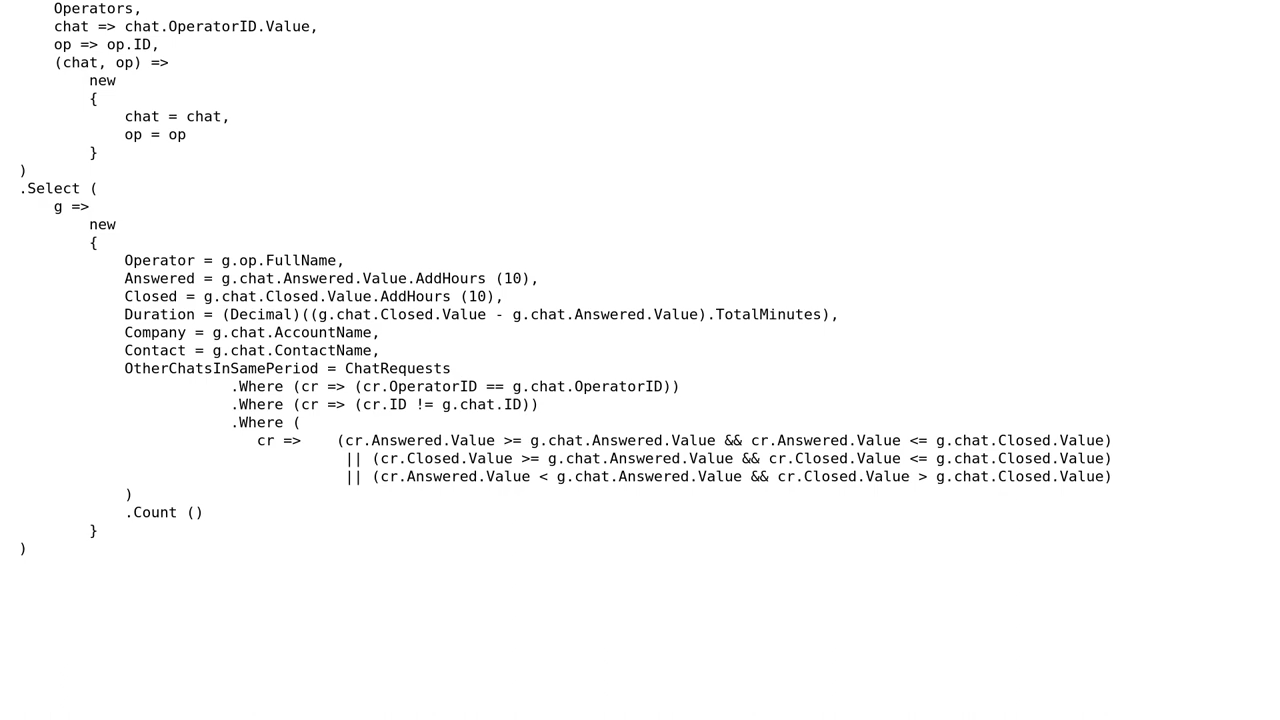 Operators,
chat => chat.OperatorID.Value,
op => op.ID,
(chat, op) =>
new
{
chat = chat,
op = op
}
)
.Select (
g =>
new
{
Operator = g.op.FullName,
Answered = g.chat.Answered.Value.AddHours (10),
Closed = g.chat.Closed.Value.AddHours (10),
Duration = (Decimal)((g.chat.Closed.Value - g.chat.Answered.Value).TotalMinutes),
Company = g.chat.AccountName,
Contact = g.chat.ContactName,
OtherChatsInSamePeriod = ChatRequests
.Where (cr => (cr.OperatorID == g.chat.OperatorID))
.Where (cr => (cr.ID != g.chat.ID))
.Where (
cr => (cr.Answered.Value >= g.chat.Answered.Value && cr.Answered.Value <= g.chat.Closed.Value)
|| (cr.Closed.Value >= g.chat.Answered.Value && cr.Closed.Value <= g.chat.Closed.Value)
|| (cr.Answered.Value < g.chat.Answered.Value && cr.Closed.Value > g.chat.Closed.Value)
)
.Count ()
}
)